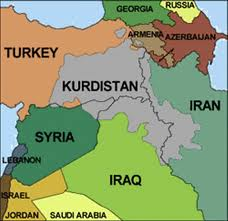 RUSSIA
GEORGIA
ARMENIA
AZERBAIJAN
TURKEY
KURDISTAN
IRAN
SYRIA
LEBANON
IRAQ
ISRAEL
JORDAN
SAUDI ARABIA